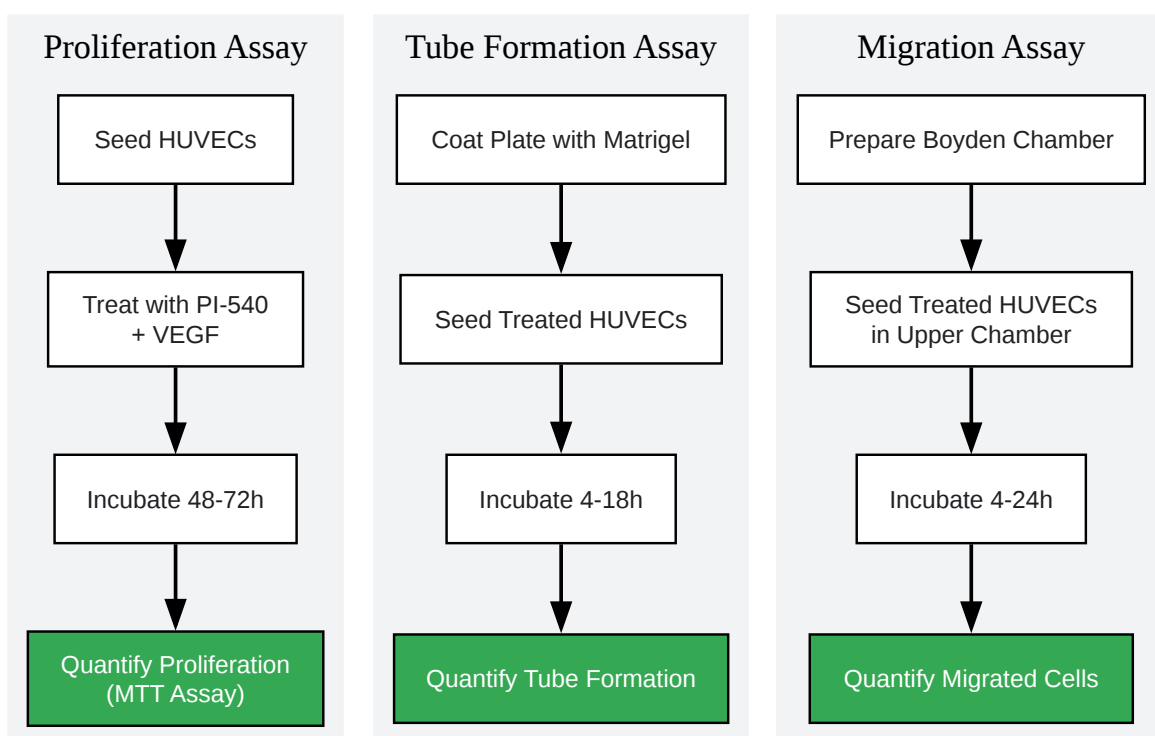 Proliferation Assay
Seed HUVECs
Treat with PI-540
+ VEGF
Incubate 48-72h
Quantify Proliferation
(MTT Assay)
Tube Formation Assay
Coat Plate with Matrigel
Seed Treated HUVECs
Incubate 4-18h
Quantify Tube Formation
Migration Assay
Prepare Boyden Chamber
Seed Treated HUVECs
in Upper Chamber
Incubate 4-24h
Quantify Migrated Cells